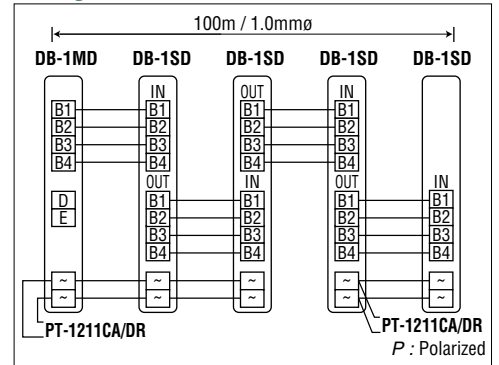 100m / 1.0mmø
DB-1MD DB-1SD DB-1SD DB-1SD DB-1SD
IN OUT IN
B1 B1 B1 B1
B2 B2 B2 B2
B3 B3 B3 B3
B4 B4 B4 B4
OUT IN OUT IN
D B1 B1 B1 B1
E B2 B2 B2 B2
B3 B3 B3 B3
B4 B4 B4 B4
~ ~ ~ ~ ~
~ ~ ~ ~ ~
PT-1211CA/DR PT-1211CA/DR
P : Polarized